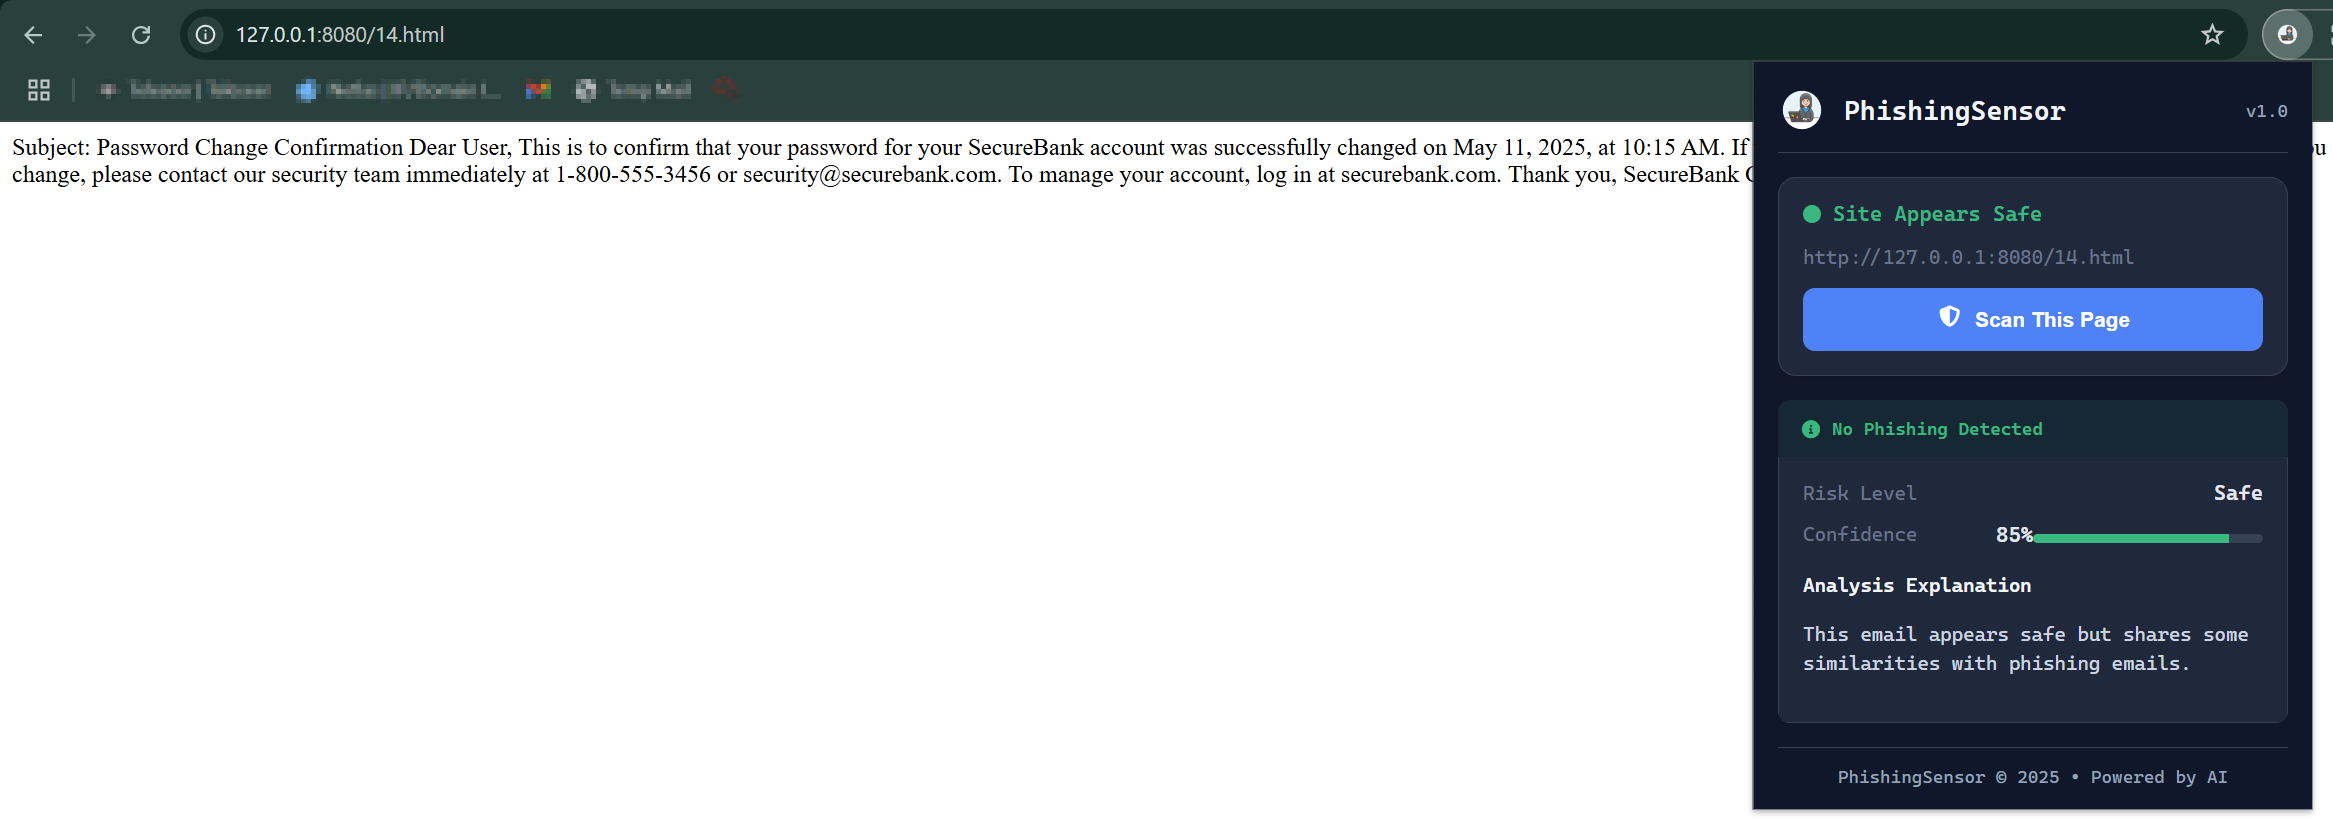 127.0.0.1:8080/14.html
PhishingSensor
v1.0
Subject: Password Change Confirmation Dear User, This is to confirm that your password for your SecureBank account was successfully changed on May 11, 2025, at 10:15 AM. If
change, please contact our security team immediately at 1-800-555-3456 or security@securebank.com. To manage your account, log in at securebank.com. Thank you, SecureBank
Site Appears Safe
http://127.0.0.1:8080/14.html
Scan This Page
No Phishing Detected
Risk Level
Safe
Confidence
85%
Analysis Explanation
This email appears safe but shares some
similarities with phishing emails.
PhishingSensor © 2025 • Powered by AI